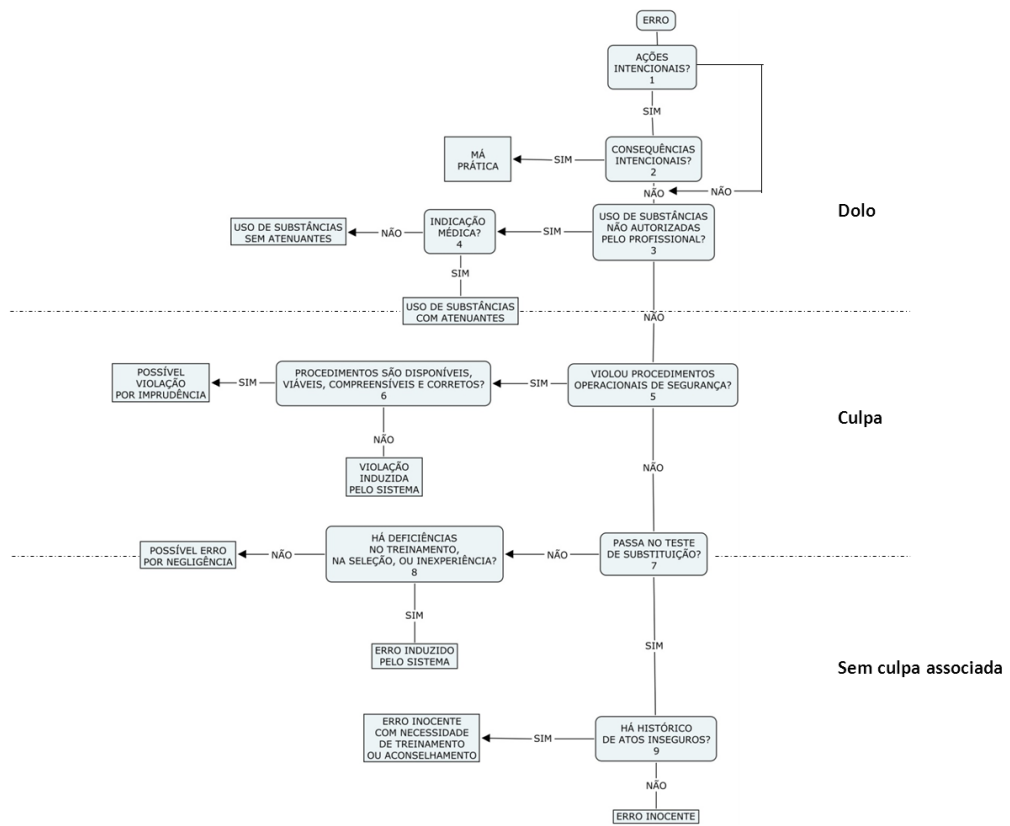 ERRO
AÇÕES
INTENCIONAIS?
1
SIM
CONSEQUÊNCIAS
INTENCIONAIS?
2
SIM
MÁ
PRÁTICA
NÃO
NÃO
Dolo
USO DE SUBSTÂNCIAS
NÃO AUTORIZADAS
PELO PROFISSIONAL?
3
SIM
INDICAÇÃO
MÉDICA?
4
NÃO
USO DE SUBSTÂNCIAS
SEM ATENUANTES
SIM
USO DE SUBSTÂNCIAS
COM ATENUANTES
NÃO
VIOLOU PROCEDIMENTOS
OPERACIONAIS DE SEGURANÇA?
5
SIM
PROCEDIMENTOS SÃO DISPONÍVEIS,
VIÁVEIS, COMPREENSÍVEIS E CORRETOS?
6
SIM
POSSÍVEL
VIOLAÇÃO
POR IMPRUDÊNCIA
Culpa
NÃO
VIOLAÇÃO
INDUZIDA
PELO SISTEMA
NÃO
PASSA NO TESTE
DE SUBSTITUIÇÃO?
7
NÃO
HÁ DEFICIÊNCIAS
NO TREINAMENTO,
NA SELEÇÃO, OU INEXPERIÊNCIA?
8
NÃO
POSSÍVEL ERRO
POR NEGLIGÊNCIA
SIM
ERRO INDUZIDO
PELO SISTEMA
SIM
Sem culpa associada
HÁ HISTÓRICO
DE ATOS INSEGUROS?
9
SIM
ERRO INOCENTE
COM NECESSIDADE
DE TREINAMENTO
OU ACONSELHAMENTO
NÃO
ERRO INOCENTE